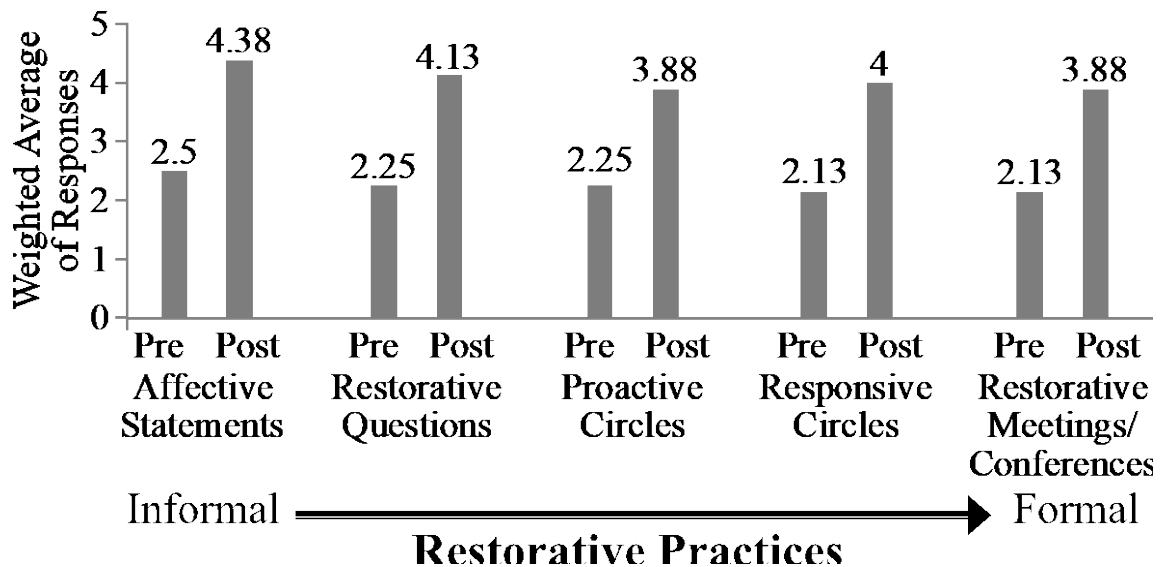 Weighted Average
of Responses
5
4
3
2
1
0
2.5
4.38
2.25
4.13
2.25
3.88
2.13
4
2.13
3.88
Pre Post Pre Post Pre Post Pre Post Pre Post
Affective
Statements
Restorative
Questions
Proactive
Circles
Responsive
Circles
Restorative
Meetings/
Conferences
Informal
Formal
Restorative Practices